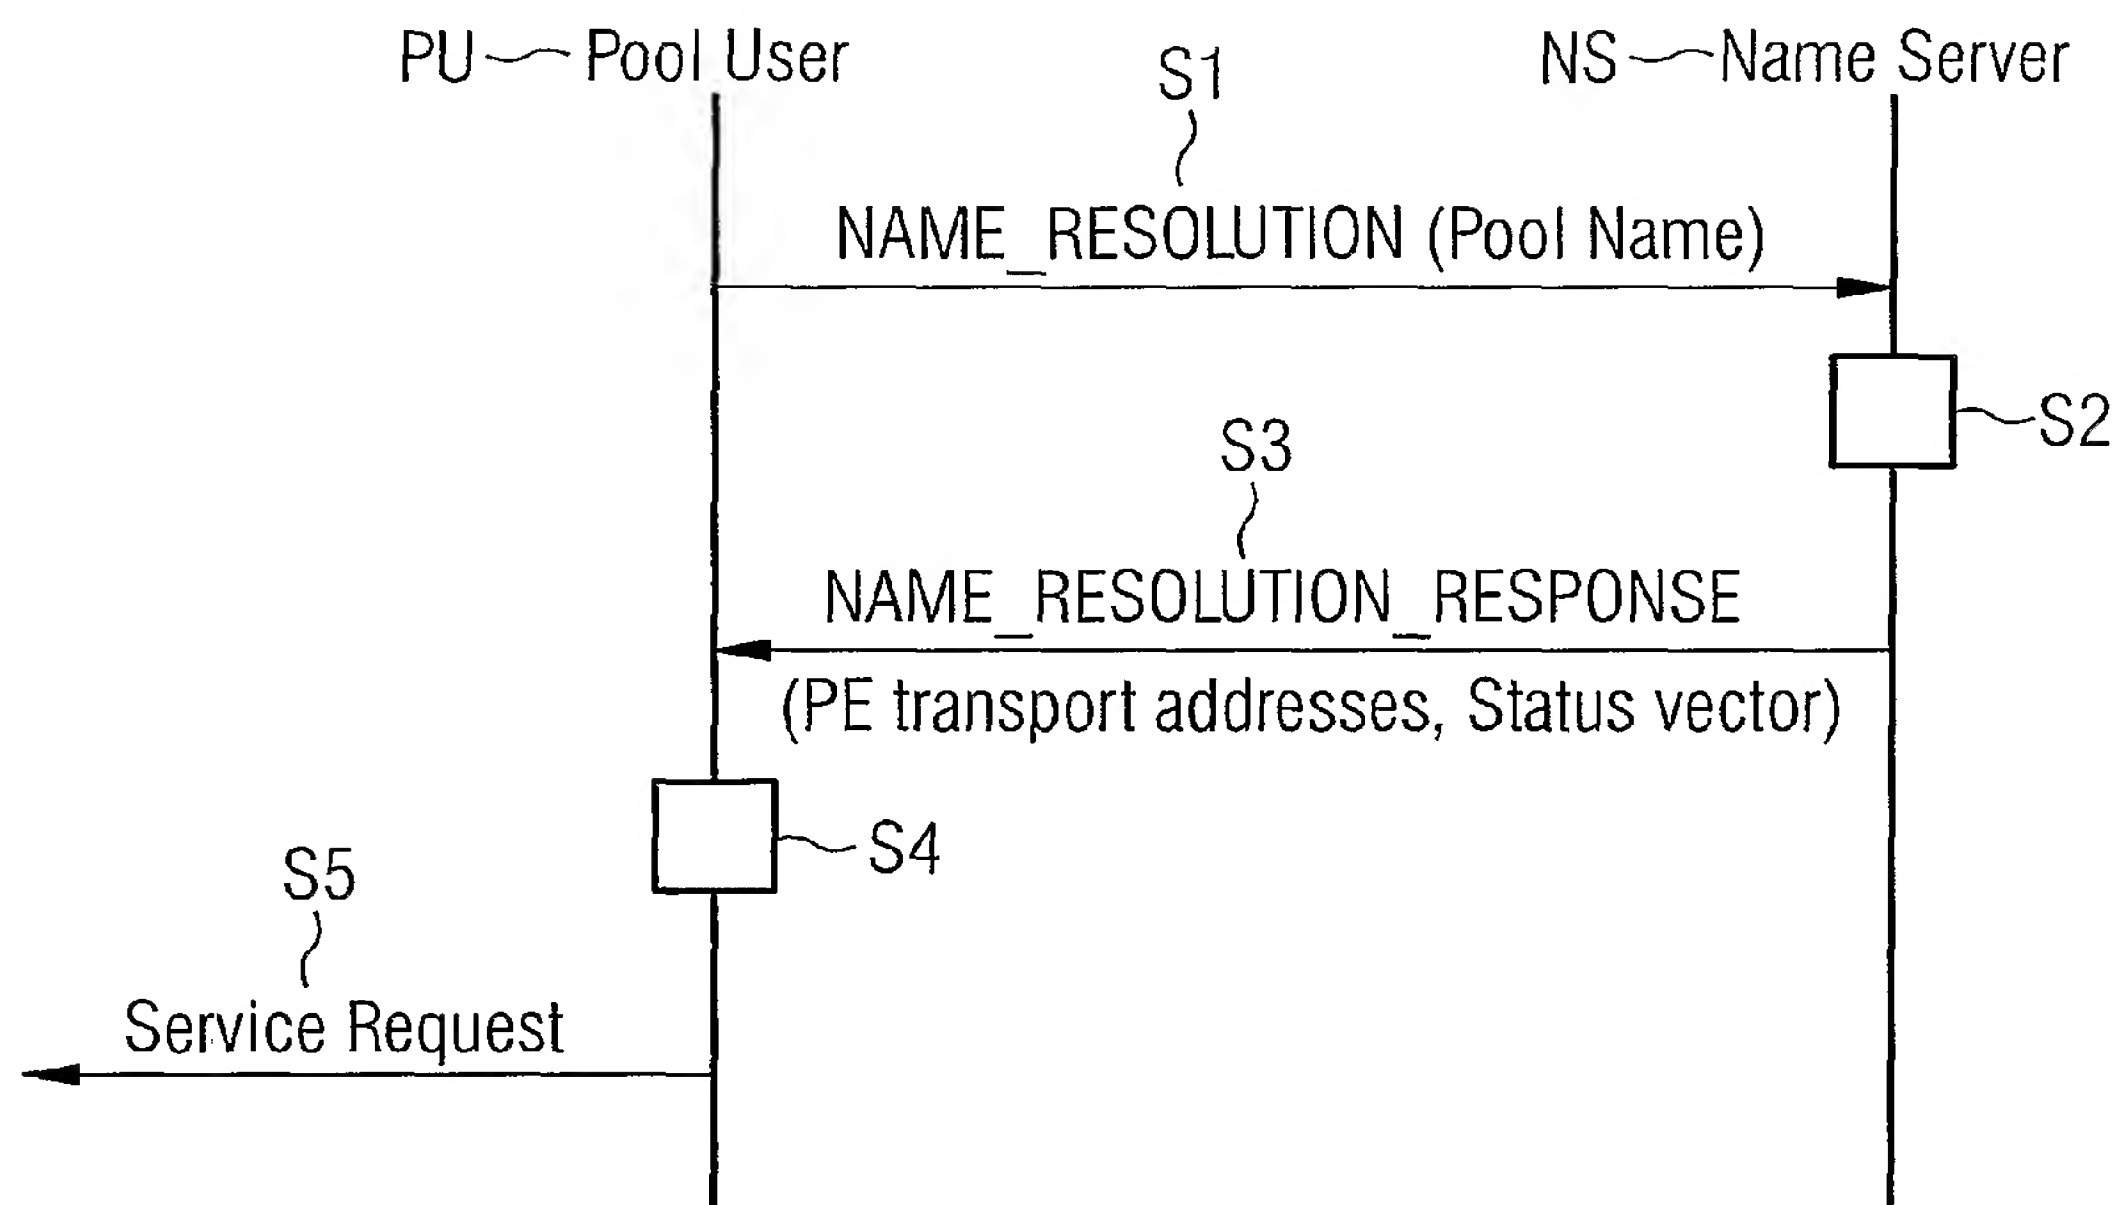 PU Pool User
NS Name Server
S1
NAME_RESOLUTION (Pool Name)
S2
S3
NAME_RESOLUTION_RESPONSE
(PE transport addresses, Status vector)
S4
S5
Service Request